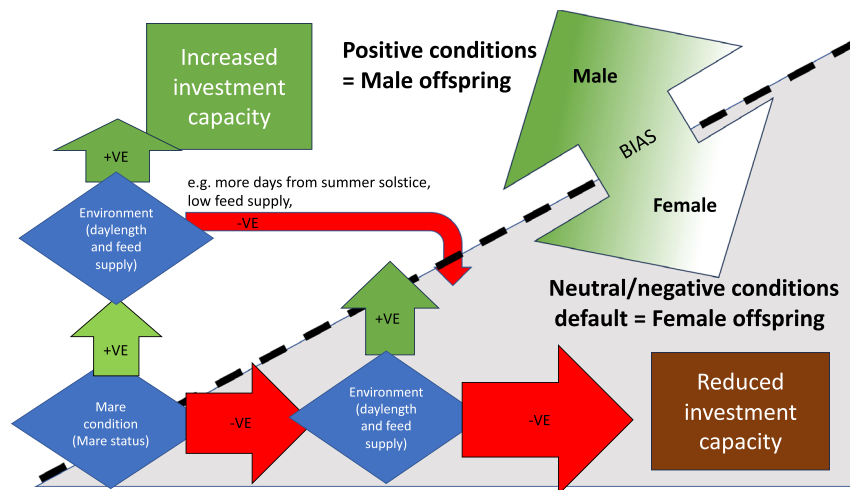 Increased
investment
capacity
Positive conditions
= Male offspring
Male
BIAS
Female
+VE
e.g. more days from summer solstice,
low feed supply,
-VE
Environment
(daylength
and feed
supply)
Neutral/negative conditions
default = Female offspring
+VE
+VE
Mare
condition
(Mare status)
-VE
Environment
(daylength
and feed
supply)
-VE
Reduced
investment
capacity